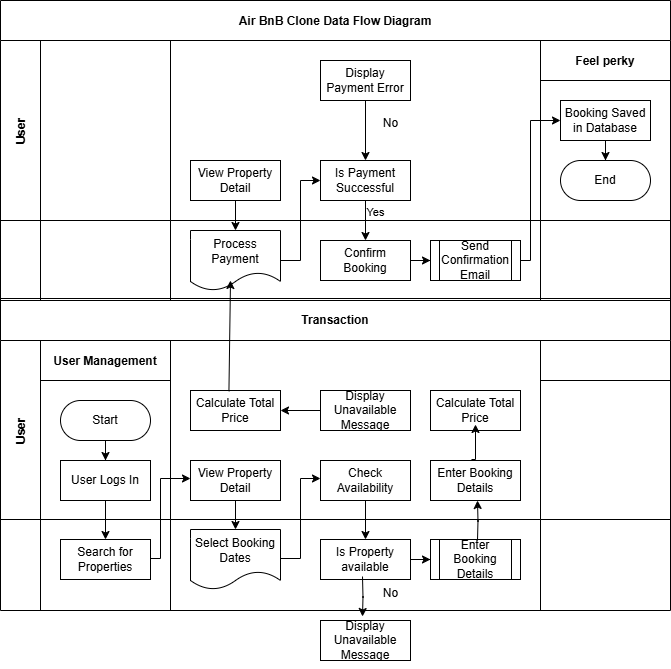 Air BnB Clone Data Flow Diagram
Feel perky
User
Display
Payment Error
No
Booking Saved
in Database
View Property
Detail
Is Payment
Successful
End
Yes
Process
Payment
Confirm
Booking
Send
Confirmation
Email
Transaction
User Management
User
Start
Calculate Total
Price
Display
Unavailable
Message
Calculate Total
Price
User Logs In
View Property
Detail
Check
Availability
Enter Booking
Details
Search for
Properties
Select Booking
Dates
Is Property
available
Enter
Booking
Details
No
Display
Unavailable
Message